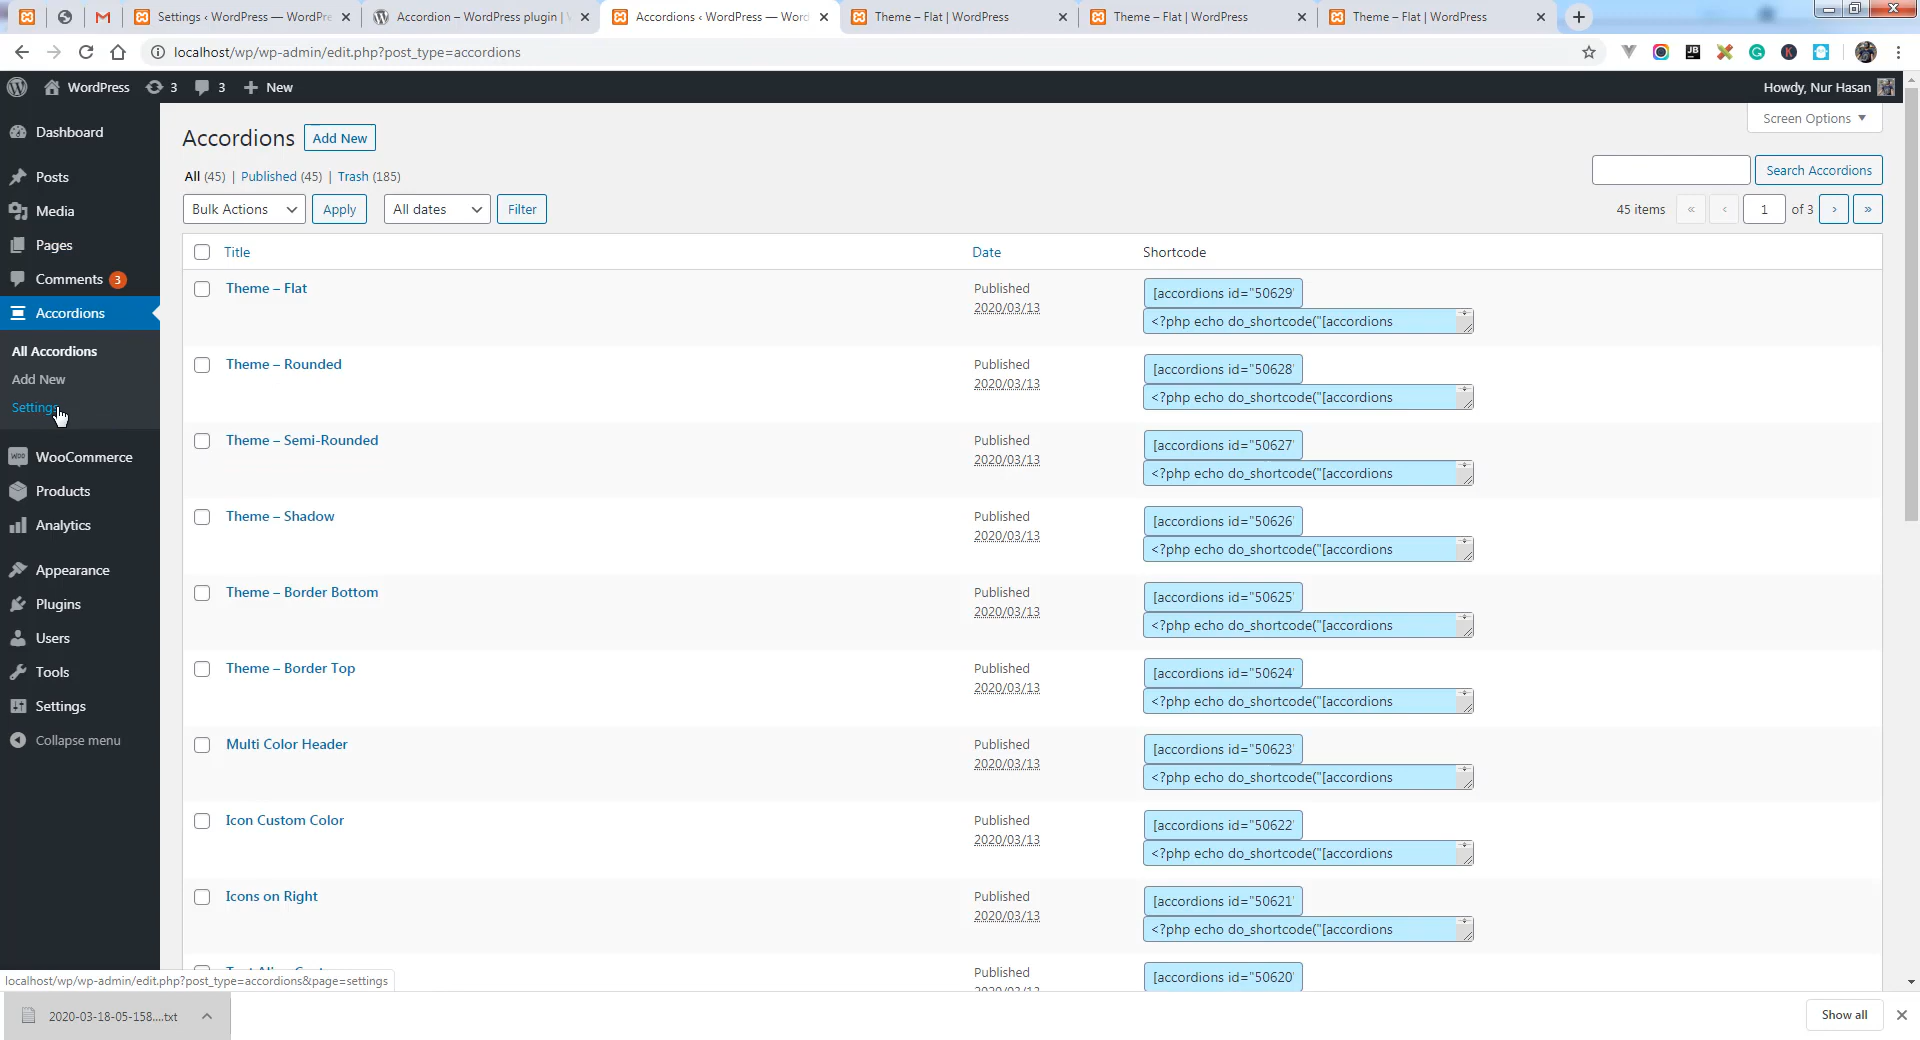 Settings ‹ WordPress — WordPre
Accordion – WordPress plugin |
Accordions ‹ WordPress — Word
Theme – Flat | WordPress
Theme – Flat | WordPress
Theme – Flat | WordPress
localhost/wp/wp-admin/edit.php?post_type=accordions
WordPress 3 3 New
Howdy, Nur Hasan
Screen Options
Dashboard
Posts
Media
Pages
Comments 3
Accordions
All Accordions
Add New
Settings
WooCommerce
Products
Analytics
Appearance
Plugins
Users
Tools
Settings
Collapse menu
Accordions Add New
All (45) | Published (45) | Trash (185)
Search Accordions
Bulk Actions Apply All dates Filter
45 items « ‹ 1 of 3 › »
Title Date Shortcode
Theme – Flat
Published
2020/03/13
[accordions id="50629'
<?php echo do_shortcode("[accordions
Theme – Rounded
Published
2020/03/13
[accordions id="50628'
<?php echo do_shortcode("[accordions
Theme – Semi-Rounded
Published
2020/03/13
[accordions id="50627'
<?php echo do_shortcode("[accordions
Theme – Shadow
Published
2020/03/13
[accordions id="50626'
<?php echo do_shortcode("[accordions
Theme – Border Bottom
Published
2020/03/13
[accordions id="50625'
<?php echo do_shortcode("[accordions
Theme – Border Top
Published
2020/03/13
[accordions id="50624'
<?php echo do_shortcode("[accordions
Multi Color Header
Published
2020/03/13
[accordions id="50623'
<?php echo do_shortcode("[accordions
Icon Custom Color
Published
2020/03/13
[accordions id="50622'
<?php echo do_shortcode("[accordions
Icons on Right
Published
2020/03/13
[accordions id="50621'
<?php echo do_shortcode("[accordions
Published
2020/03/13
[accordions id="50620'
localhost/wp/wp-admin/edit.php?post_type=accordions&page=settings
2020-03-18-05-158....txt
Show all